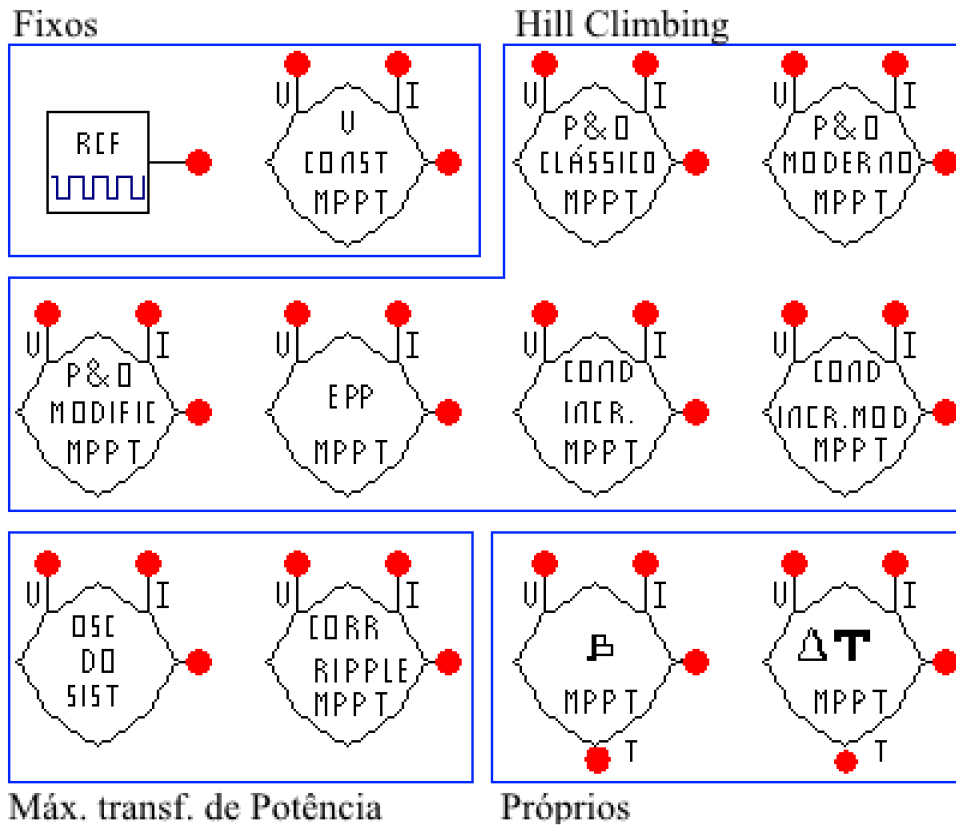 Fixos
Hill Climbing
RCF
V I
V
CONST
MPPT
V I
P&O
CLÁSSICO
MPPT
V I
P&O
MODERNO
MPPT
V I
P&O
MODIFIC
MPPT
V I
EPP
MPPT
V I
COND
INCR.
MPPT
V I
COND
INCR.MOD
MPPT
V I
OSC
DO
SIST
V I
CORR
RIPPLE
MPPT
V I
MPPT
T
V I
ΔT
MPPT
T
Máx. transf. de Potência
Próprios